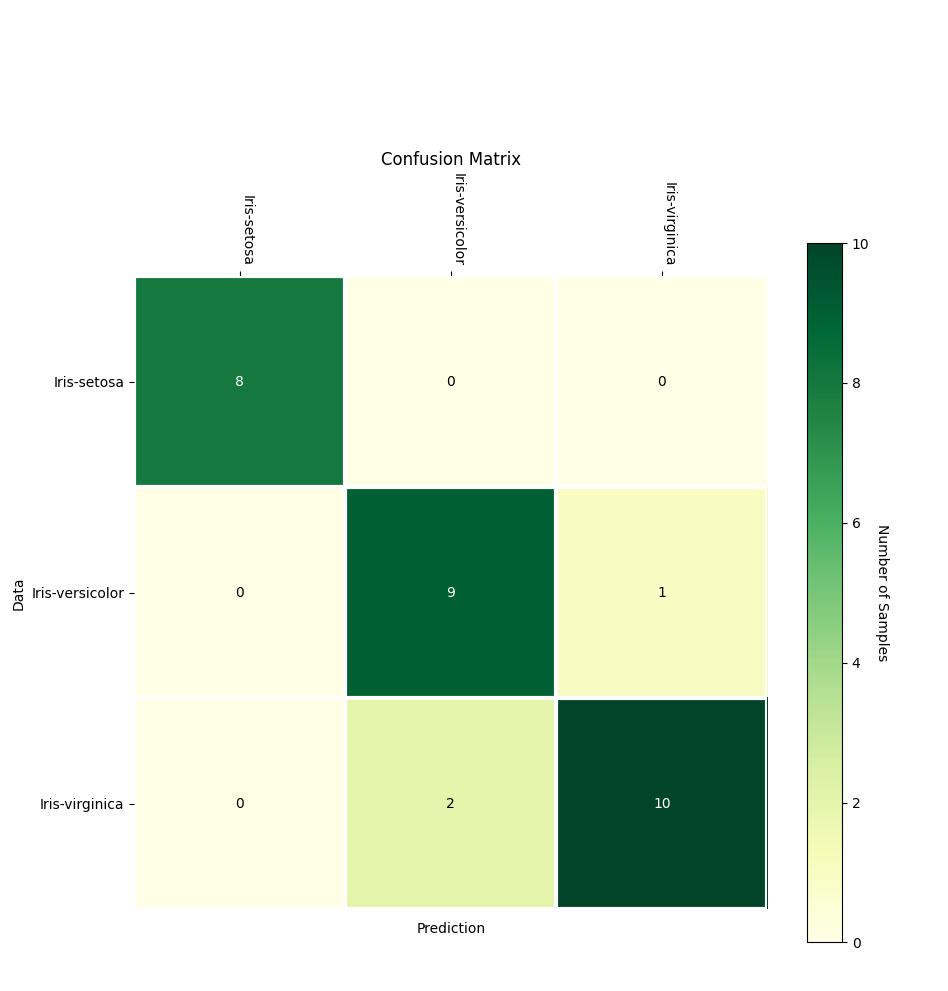 Confusion Matrix
Iris-setosa
Iris-versicolor
Iris-virginica
Iris-setosa
8
0
0
Iris-versicolor
0
9
1
Iris-virginica
0
2
10
Data
Prediction
10
8
6
4
2
0
Number of Samples